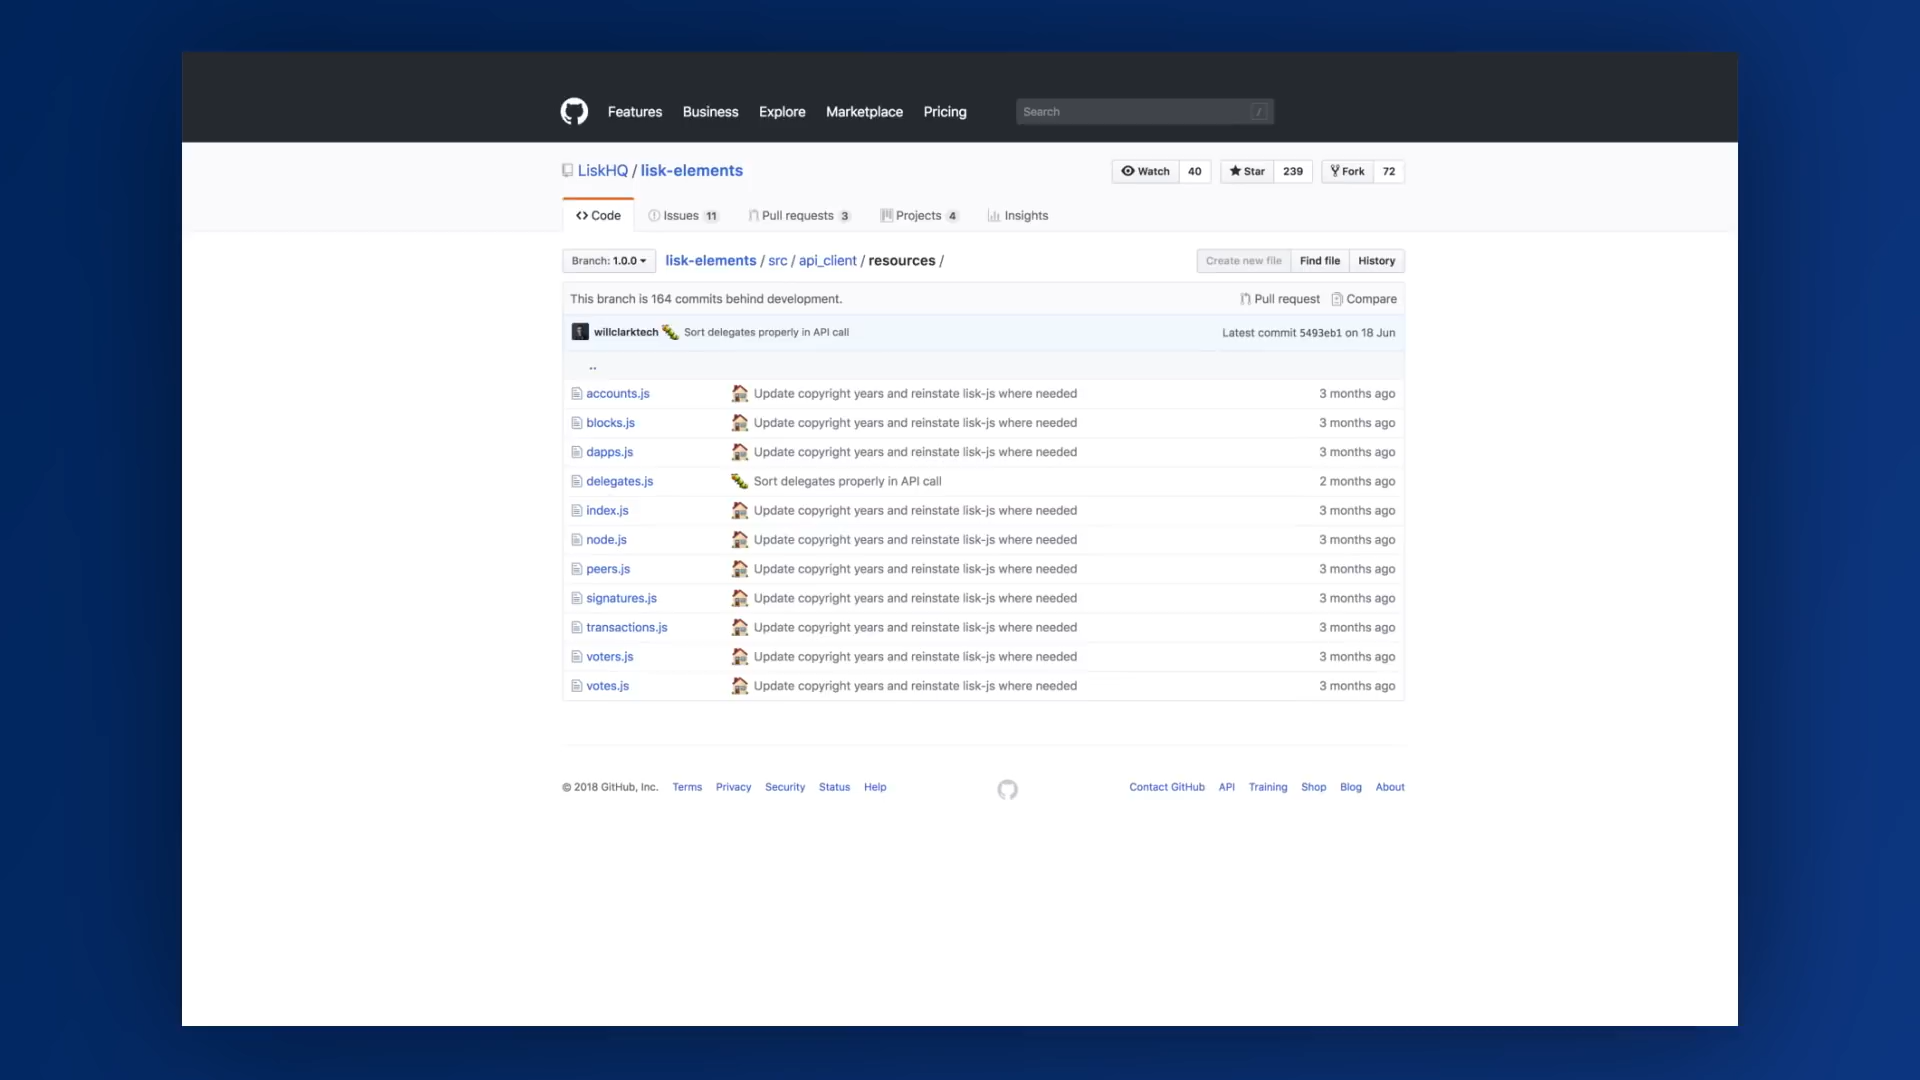 Features Business Explore Marketplace Pricing Search /
LiskHQ / lisk-elements Watch 40 Star 239 Fork 72
Code Issues 11 Pull requests 3 Projects 4 Insights
Branch: 1.0.0 lisk-elements / src / api_client / resources / Create new file Find file History
This branch is 164 commits behind development. Pull request Compare
willclarktech Sort delegates properly in API call Latest commit 5493eb1 on 18 Jun
..
accounts.js Update copyright years and reinstate lisk-js where needed 3 months ago
blocks.js Update copyright years and reinstate lisk-js where needed 3 months ago
dapps.js Update copyright years and reinstate lisk-js where needed 3 months ago
delegates.js Sort delegates properly in API call 2 months ago
index.js Update copyright years and reinstate lisk-js where needed 3 months ago
node.js Update copyright years and reinstate lisk-js where needed 3 months ago
peers.js Update copyright years and reinstate lisk-js where needed 3 months ago
signatures.js Update copyright years and reinstate lisk-js where needed 3 months ago
transactions.js Update copyright years and reinstate lisk-js where needed 3 months ago
voters.js Update copyright years and reinstate lisk-js where needed 3 months ago
votes.js Update copyright years and reinstate lisk-js where needed 3 months ago
© 2018 GitHub, Inc. Terms Privacy Security Status Help Contact GitHub API Training Shop Blog About